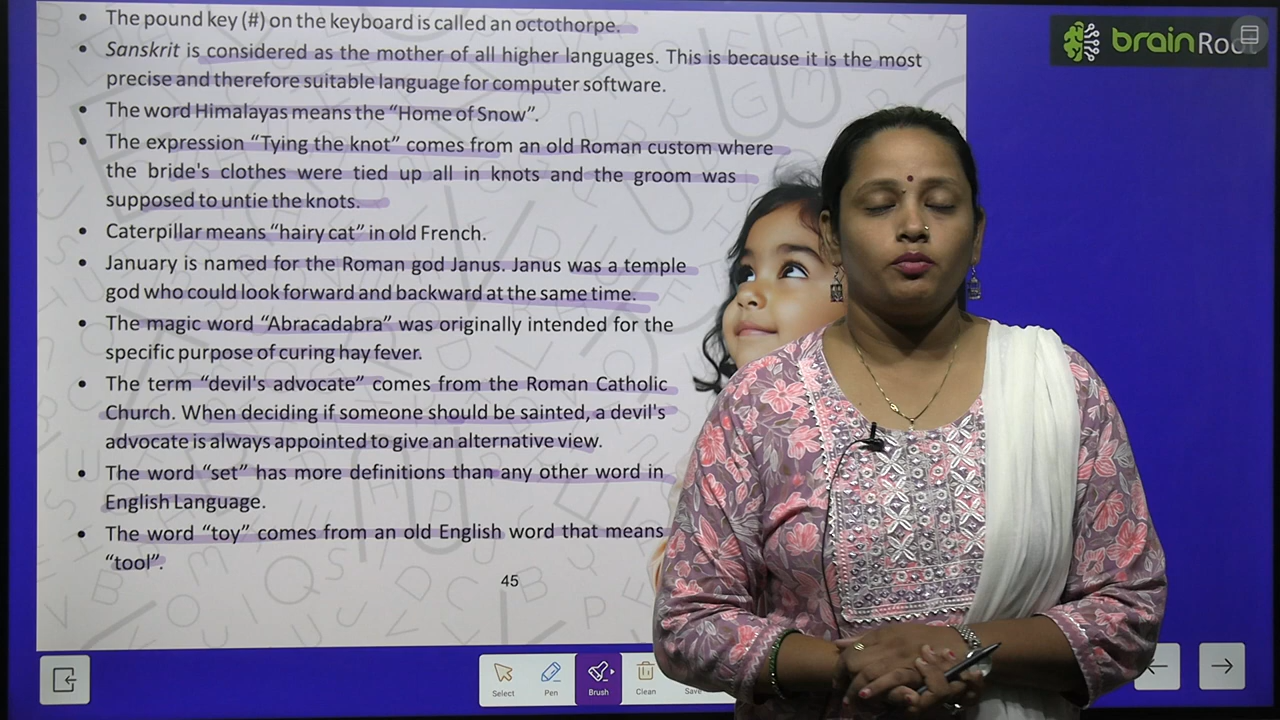 • The pound key (#) on the keyboard is called an octothorpe.
• Sanskrit is considered as the mother of all higher languages. This is because it is the most
precise and therefore suitable language for computer software.
• The word Himalayas means the “Home of Snow”.
• The expression “Tying the knot” comes from an old Roman custom where
the bride's clothes were tied up all in knots and the groom was
supposed to untie the knots.
• Caterpillar means “hairy cat” in old French.
• January is named for the Roman god Janus. Janus was a temple
god who could look forward and backward at the same time.
• The magic word “Abracadabra” was originally intended for the
specific purpose of curing hay fever.
• The term “devil's advocate” comes from the Roman Catholic
Church. When deciding if someone should be sainted, a devil's
advocate is always appointed to give an alternative view.
• The word “set” has more definitions than any other word in
English Language.
• The word “toy” comes from an old English word that means
“tool”.
45
brainRoot
Select Pen Brush Clean Save